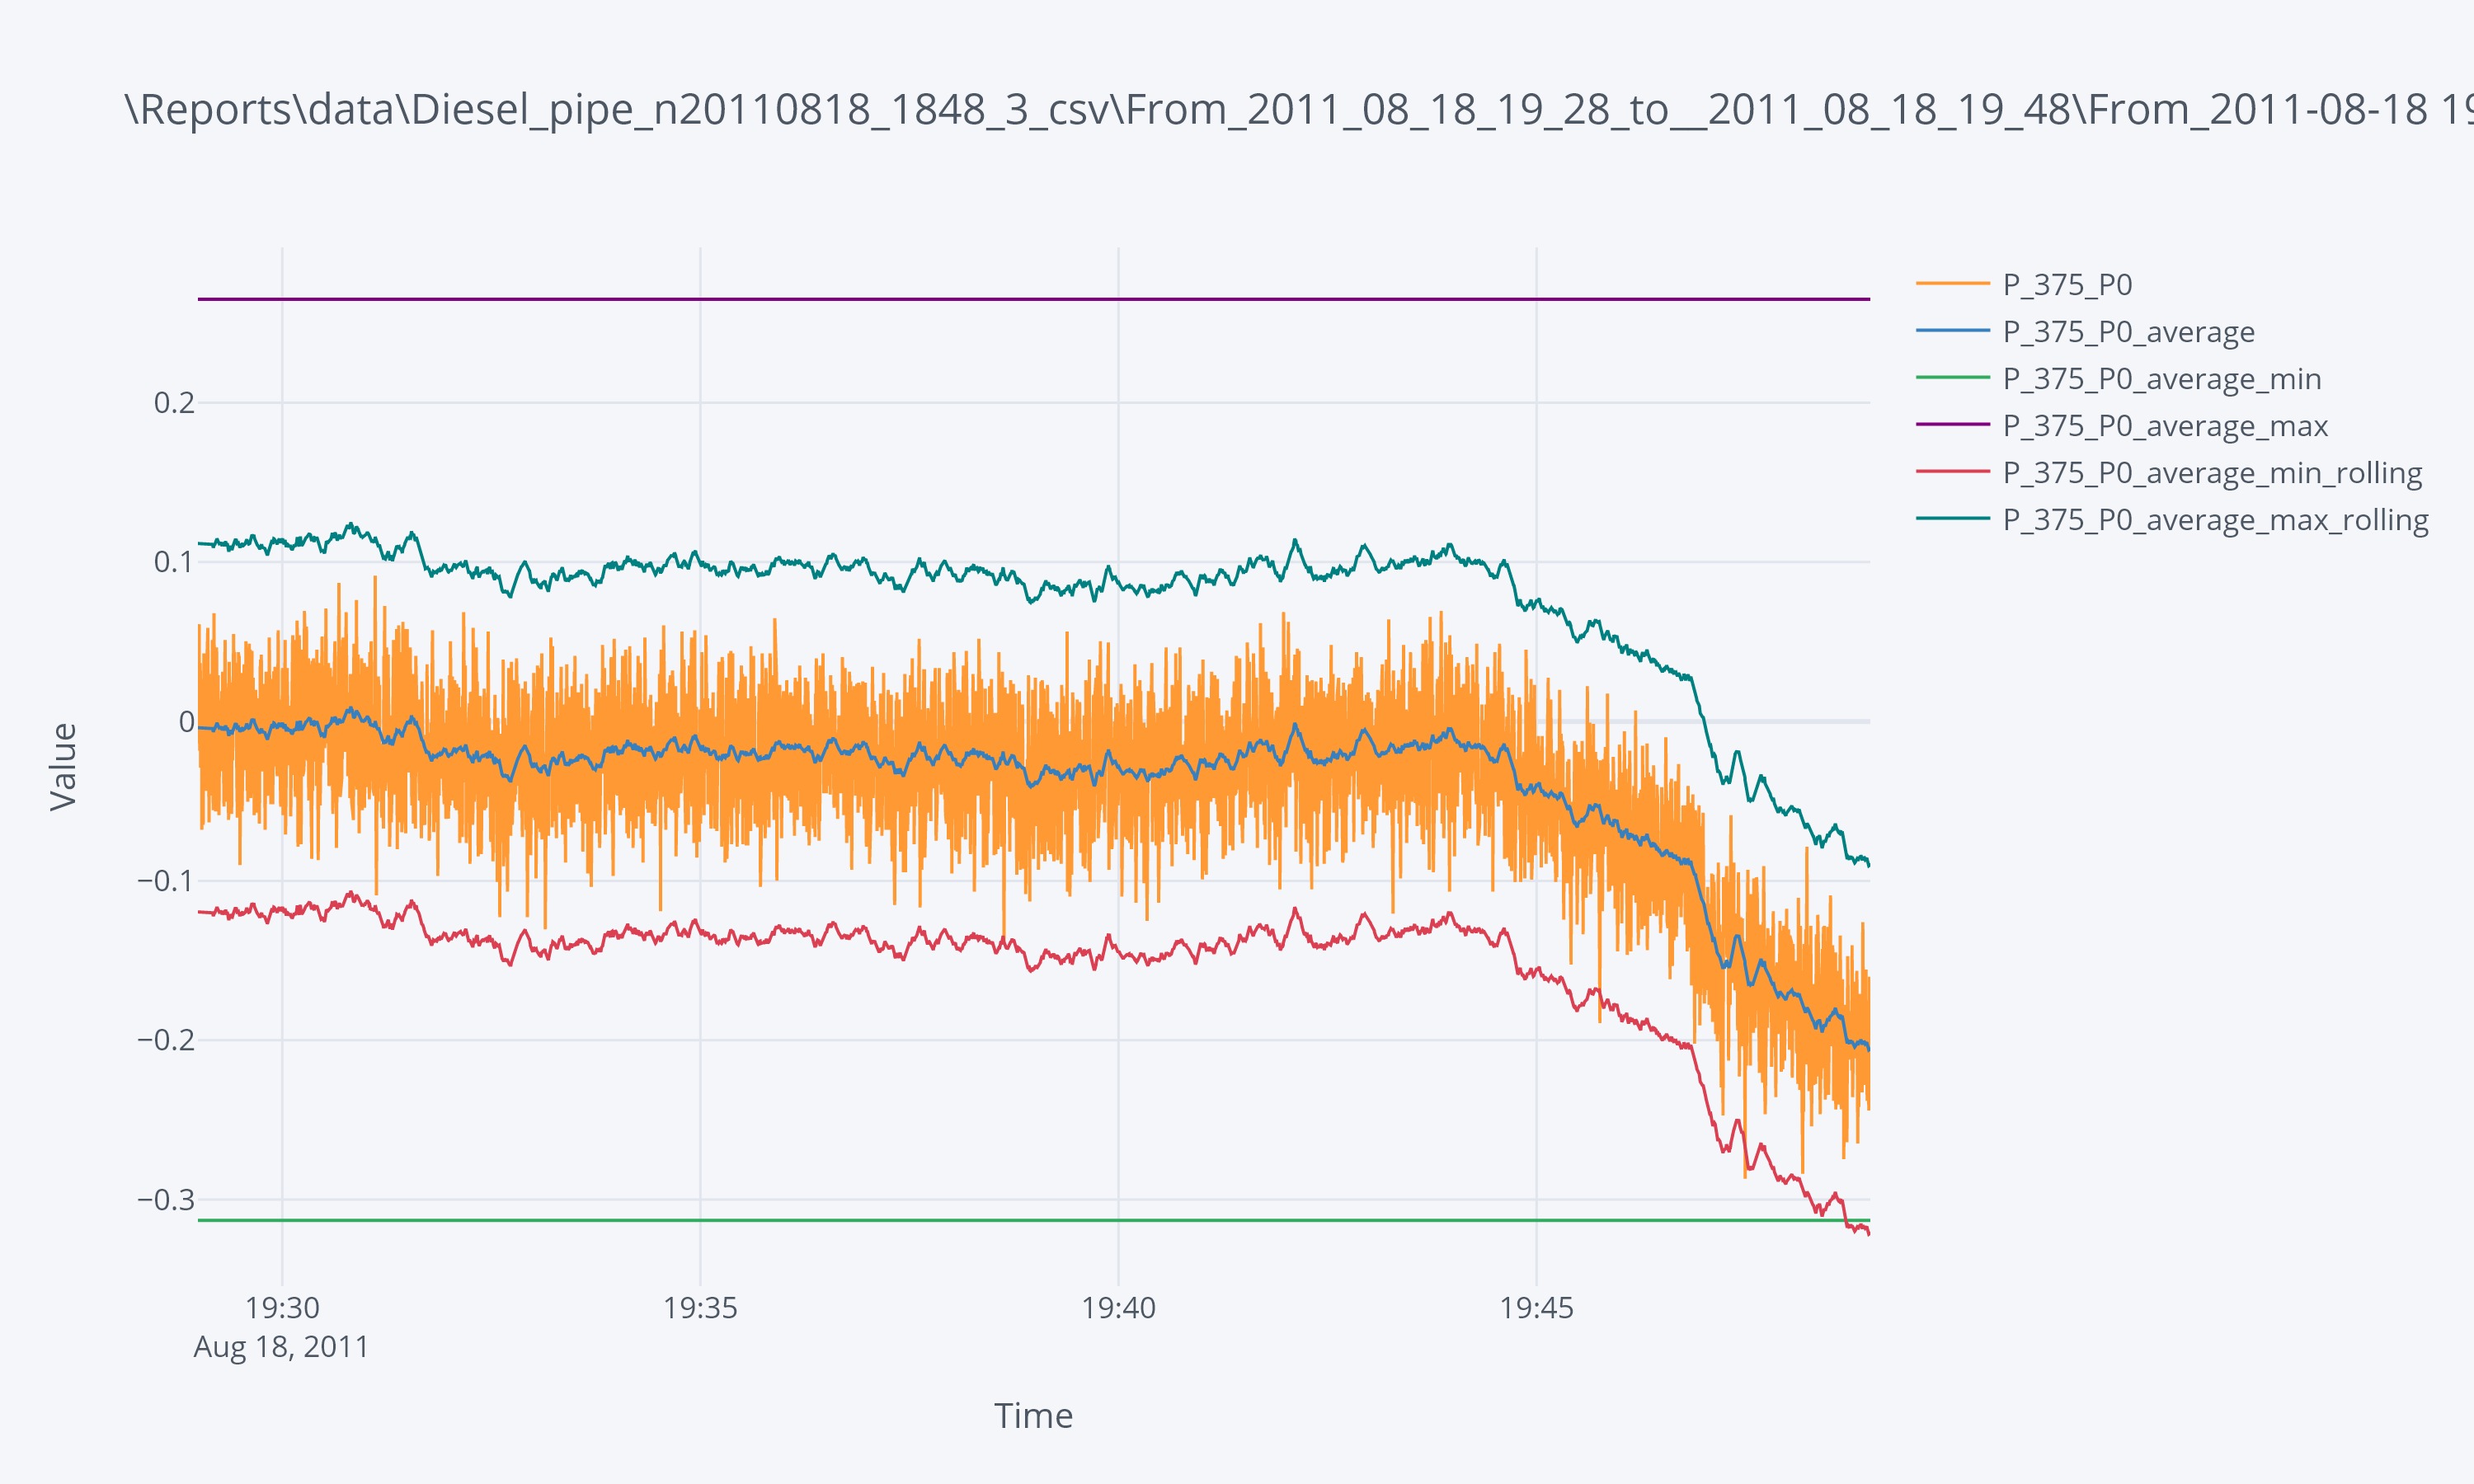 \Reports\data\Diesel_pipe_n20110818_1848_3_csv\From_2011_08_18_19_28_to__2011_08_18_19_48\From_2011-08-18 19
P_375_P0
P_375_P0_average
P_375_P0_average_min
P_375_P0_average_max
P_375_P0_average_min_rolling
P_375_P0_average_max_rolling
Value
0.2
0.1
0
−0.1
−0.2
−0.3
19:30 19:35 19:40 19:45
Aug 18, 2011
Time